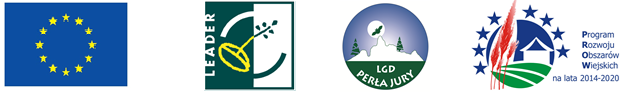 LEADER
LGD
PERŁA JURY
Program
Rozwoju
Obszarów
Wiejskich
na lata 2014-2020